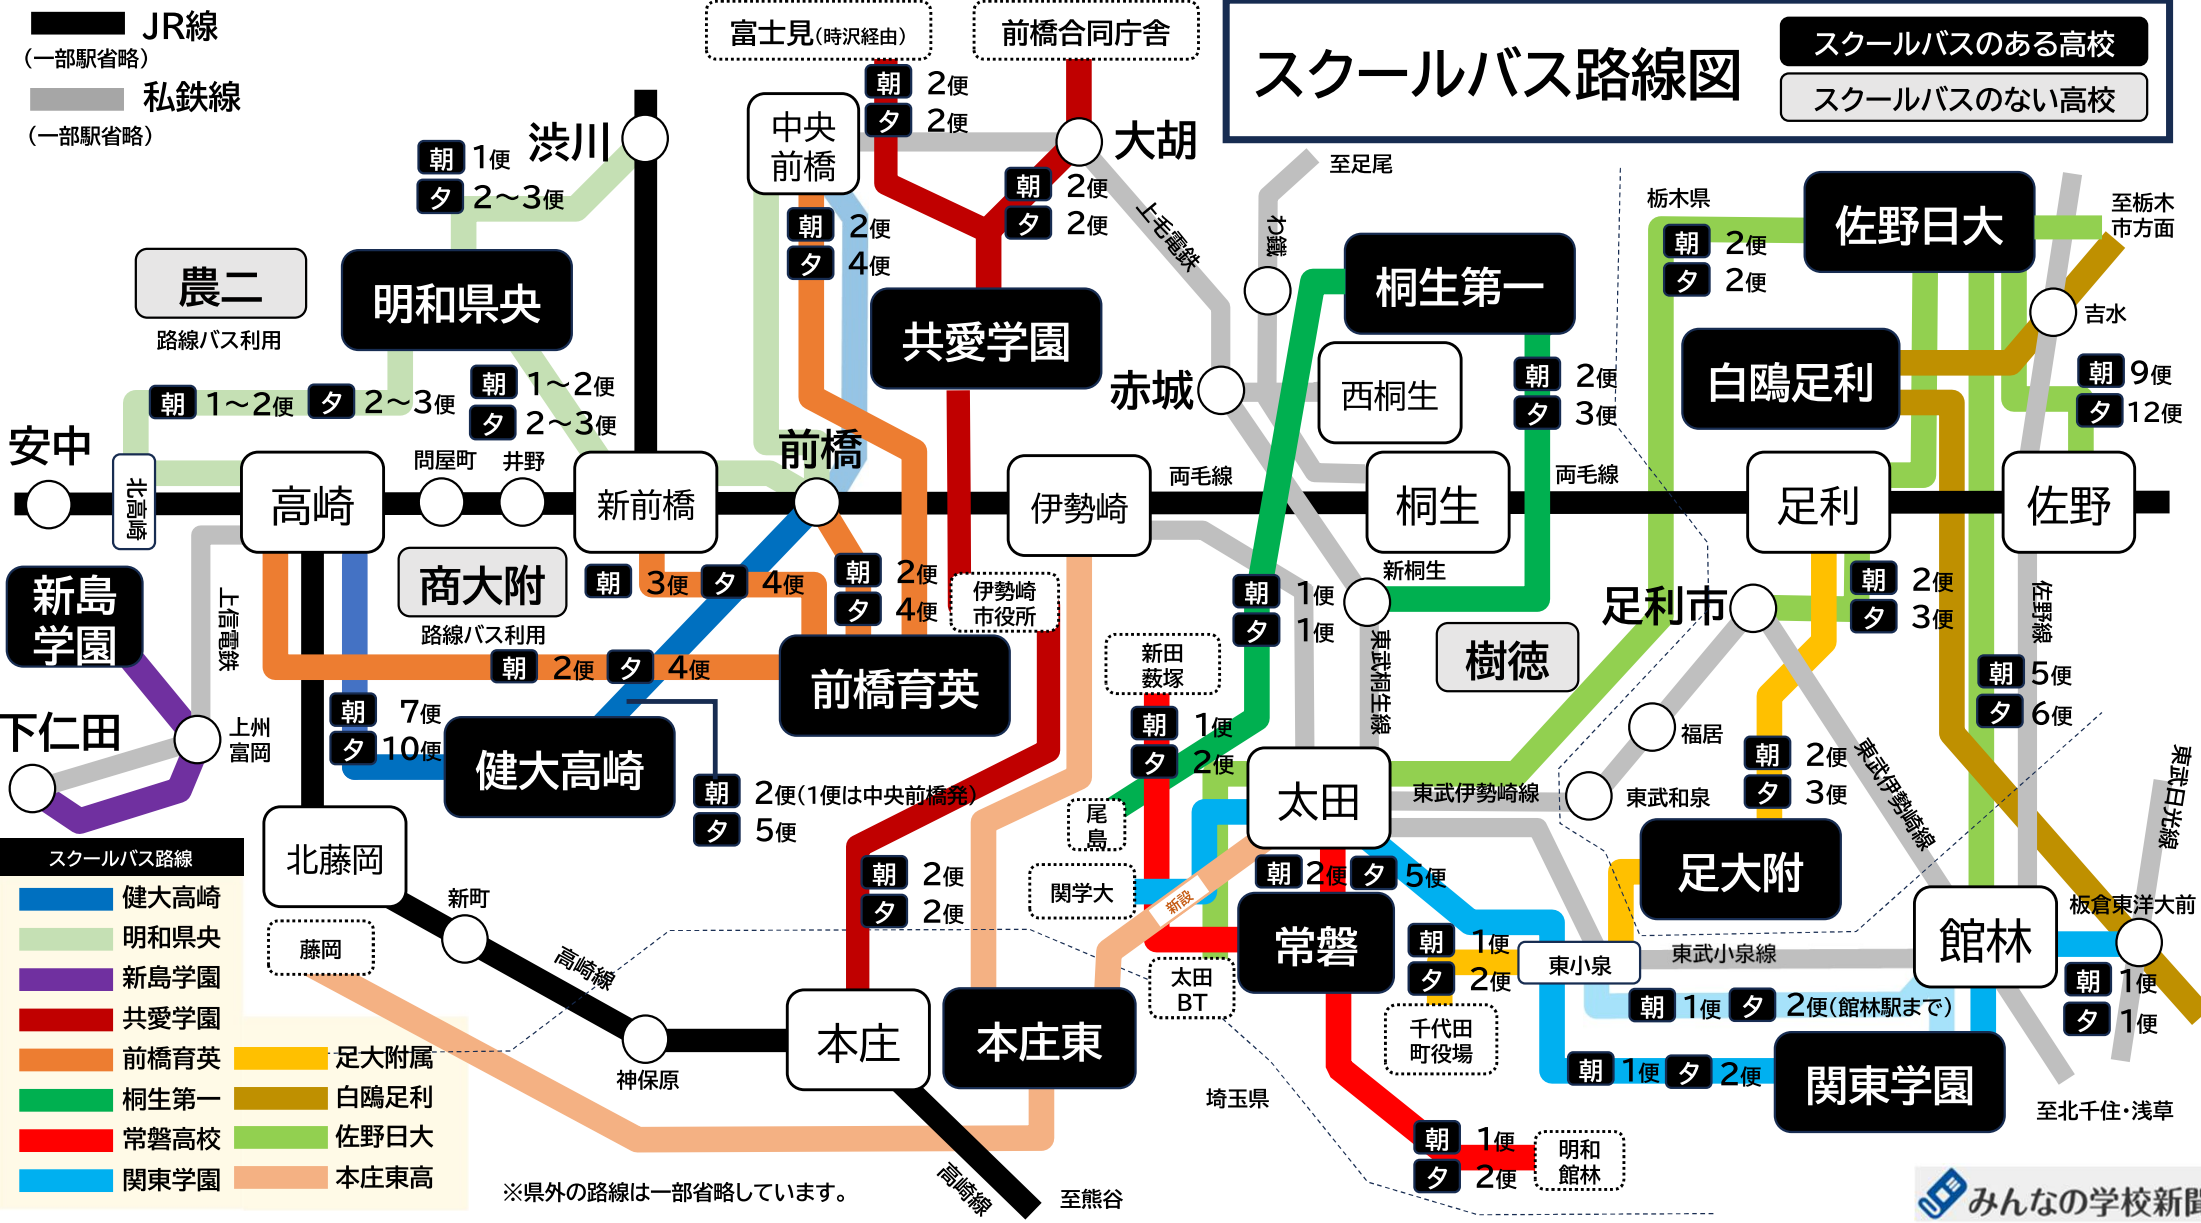 JR線
(一部駅省略)
私鉄線
(一部駅省略)
スクールバス路線図
スクールバスのある高校
スクールバスのない高校
富士見(時沢経由)
前橋合同庁舎
朝 2便
夕 2便
中央
前橋
大胡
渋川
朝 1便
夕 2～3便
朝 2便
夕 4便
朝 2便
夕 2便
上毛電鉄
至足尾
わ鐵
栃木県
朝 2便
夕 2便
佐野日大
至栃木
市方面
吉水
農二
路線バス利用
明和県央
共愛学園
桐生第一
西桐生
赤城
白鴎足利
朝 2便
夕 3便
朝 9便
夕 12便
朝 1～2便 夕 2～3便
朝 1～2便
夕 2～3便
安中
北高崎
高崎
問屋町
井野
新前橋
前橋
伊勢崎
両毛線
桐生
両毛線
足利
佐野
新島
学園
上信電鉄
商大附
路線バス利用
朝 3便 夕 4便
朝 2便
夕 4便
伊勢崎
市役所
朝 1便
夕 1便
新桐生
東武桐生線
樹徳
足利市
朝 2便
夕 3便
佐野線
朝 5便
夕 6便
下仁田
上州
富岡
朝 2便 夕 4便
前橋育英
朝 7便
夕 10便
健大高崎
朝 2便(1便は中央前橋発)
夕 5便
新田
薮塚
朝 1便
夕 2便
尾
島
太田
東武伊勢崎線
福居
東武和泉
朝 2便
夕 3便
東武伊勢崎線
東武日光線
足大附
北藤岡
新町
藤岡
高崎線
神保原
本庄
朝 2便
夕 2便
本庄東
関学大
新設
朝 2便 夕 5便
常磐
太田
BT
朝 1便
夕 2便
千代田
町役場
東小泉
東武小泉線
館林
板倉東洋大前
朝 1便
夕 1便
朝 1便 夕 2便(館林駅まで)
朝 1便 夕 2便
関東学園
埼玉県
朝 1便
夕 2便
明和
館林
至北千住・浅草
高崎線
至熊谷
※県外の路線は一部省略しています。
スクールバス路線
健大高崎
明和県央
新島学園
共愛学園
前橋育英
桐生第一
常磐高校
関東学園
足大附属
白鴎足利
佐野日大
本庄東高
みんなの学校新聞